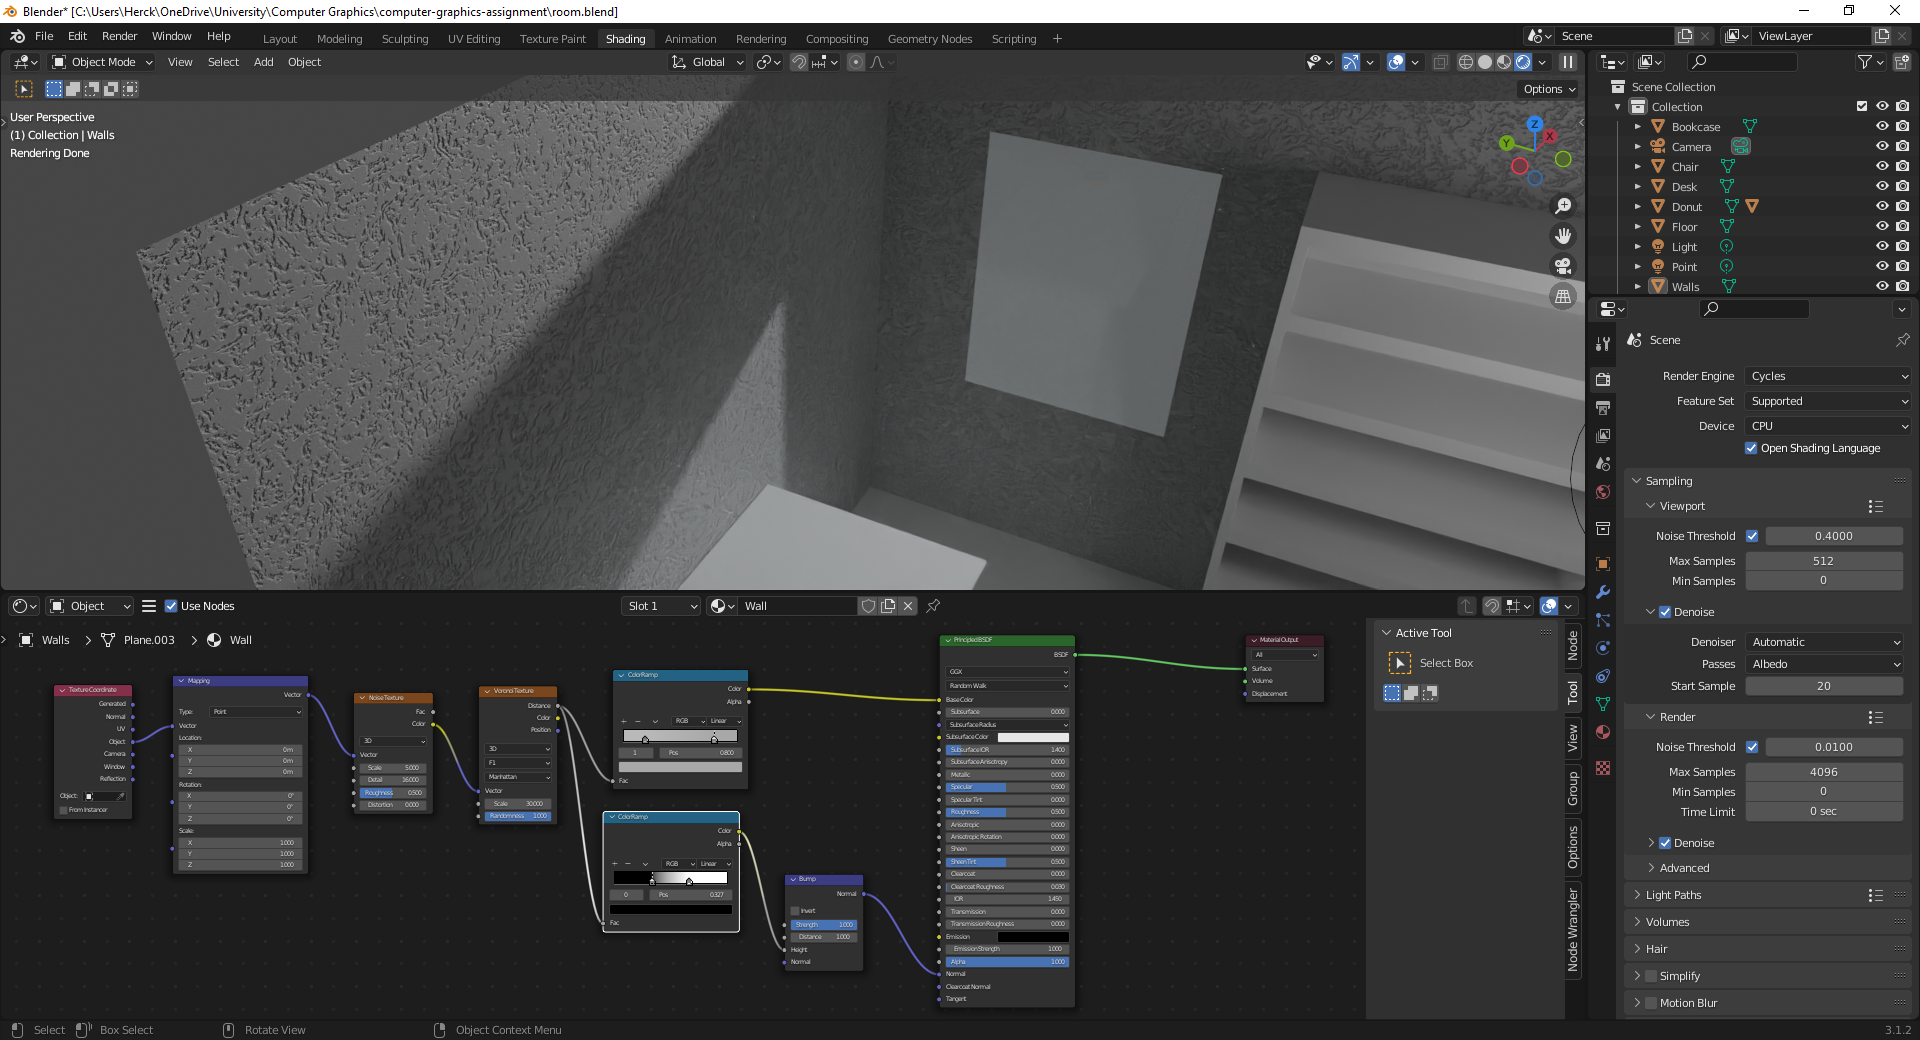 Blender* [C:\Users\Herck\OneDrive\University\Computer Graphics\computer-graphics-assignment\room.blend]
File Edit Render Window Help
Layout Modeling Sculpting UV Editing Texture Paint Shading Animation Rendering Compositing Geometry Nodes Scripting +
Scene ViewLayer
Object Mode View Select Add Object Global
Options
User Perspective
(1) Collection | Walls
Rendering Done
Z
X
Y
Scene Collection
Collection
Bookcase
Camera
Chair
Desk
Donut
Floor
Light
Point
Walls
Scene
Render Engine Cycles
Feature Set Supported
Device CPU
Open Shading Language
Sampling
Viewport
Noise Threshold 0.4000
Max Samples 512
Min Samples 0
Denoise
Denoiser Automatic
Passes Albedo
Start Sample 20
Render
Noise Threshold 0.0100
Max Samples 4096
Min Samples 0
Time Limit 0 sec
Denoise
Advanced
Light Paths
Volumes
Hair
Simplify
Motion Blur
Object Use Nodes Slot 1 Wall
Walls > Plane.003 > Wall
Texture Coordinate
Generated
Normal
UV
Object
Camera
Window
Reflection
Object:
From Instancer
Mapping
Vector
Type: Point
Vector
Location:
X 0m
Y 0m
Z 0m
Rotation:
X 0°
Y 0°
Z 0°
Scale:
X 1.000
Y 1.000
Z 1.000
Noise Texture
Fac
Color
3D
Vector
Scale 5.000
Detail 16.000
Roughness 0.500
Distortion 0.000
Voronoi Texture
Distance
Color
Position
3D
F1
Manhattan
Vector
Scale 30.000
Randomness 1.000
ColorRamp
Color
Alpha
+ − RGB Linear
1 Pos 0.800
Fac
ColorRamp
Color
Alpha
+ − RGB Linear
0 Pos 0.327
Fac
Bump
Normal
Invert
Strength 1.000
Distance 1.000
Height
Normal
Principled BSDF
BSDF
GGX
Random Walk
Base Color
Subsurface 0.000
Subsurface Radius
Subsurface Color
Subsurface IOR 1.400
Subsurface Anisotropy 0.000
Metallic 0.000
Specular 0.500
Specular Tint 0.000
Roughness 0.500
Anisotropic 0.000
Anisotropic Rotation 0.000
Sheen 0.000
Sheen Tint 0.500
Clearcoat 0.000
Clearcoat Roughness 0.030
IOR 1.450
Transmission 0.000
Transmission Roughness 0.000
Emission
Emission Strength 1.000
Alpha 1.000
Normal
Clearcoat Normal
Tangent
Material Output
All
Surface
Volume
Displacement
Active Tool
Select Box
Node
Tool
View
Group
Options
Node Wrangler
Select Box Select Rotate View Object Context Menu 3.1.2